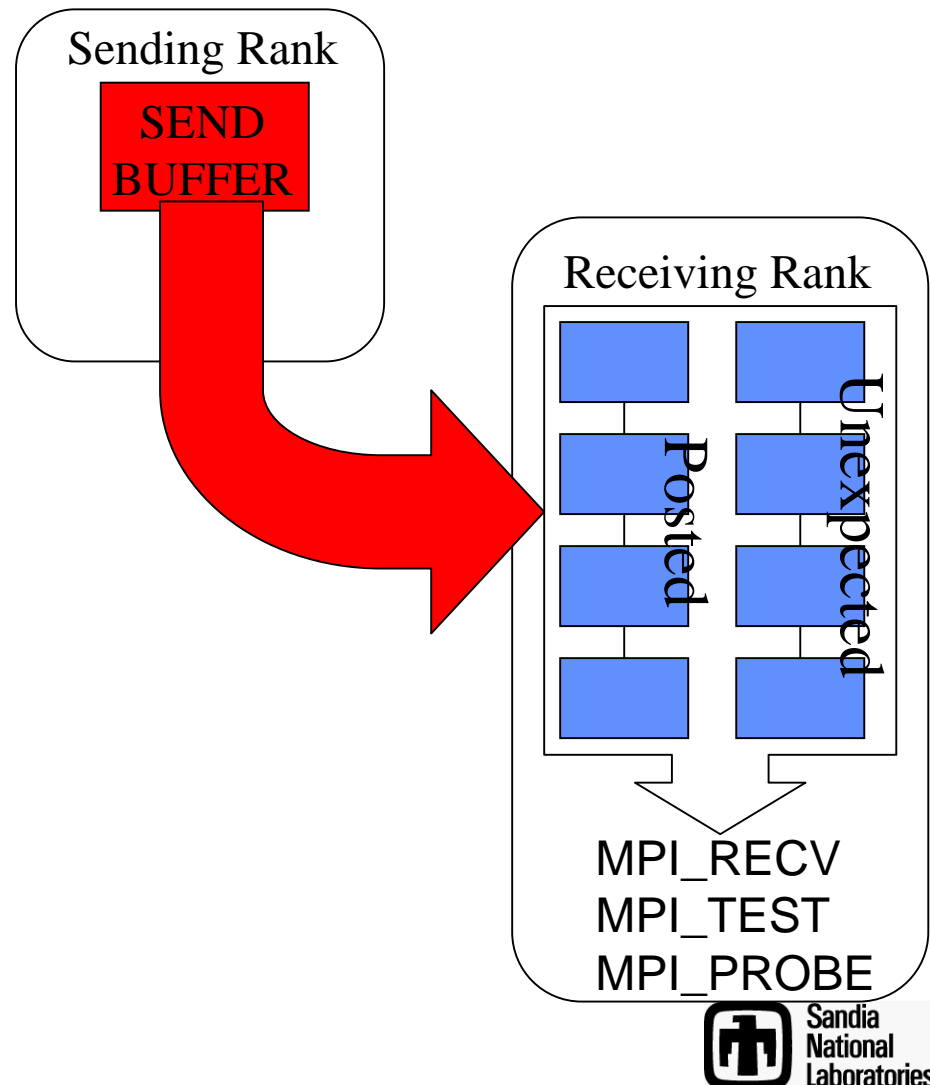 Sending Rank
SEND
BUFFER
Receiving Rank
Posted
Unexpected
MPI_RECV
MPI_TEST
MPI_PROBE
Sandia
National
Laboratories